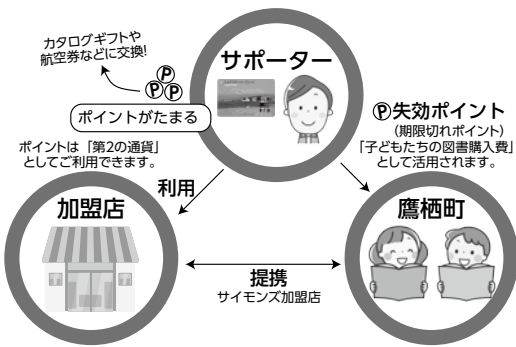 カタログギフトや
航空券などに交換!
Ⓟ
ⓅⓅ
ポイントがたまる
ポイントは「第2の通貨」
としてご利用できます。
サポーター
Ⓟ失効ポイント
(期限切れポイント)
「子どもたちの図書購入費」
として活用されます。
利用
加盟店
鷹栖町
提携
サイモンズ加盟店